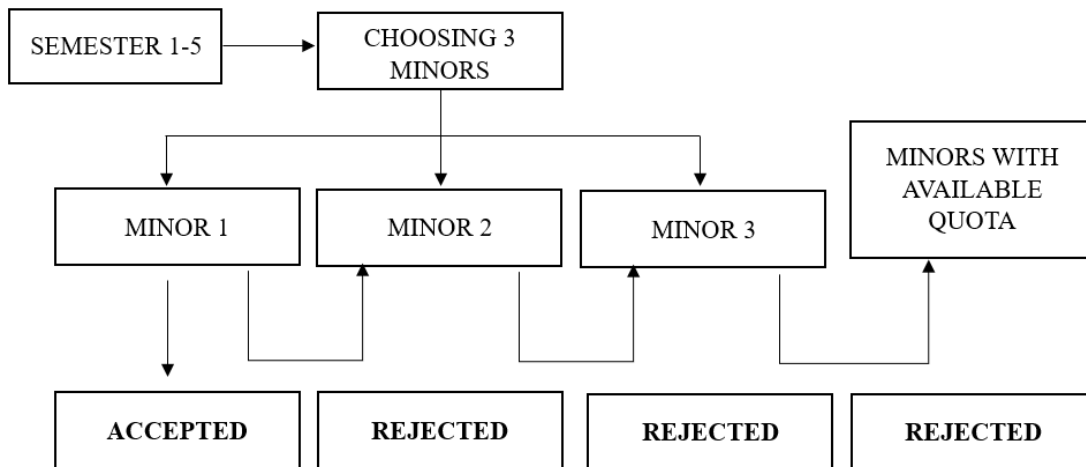 SEMESTER 1-5
CHOOSING 3
MINORS
MINORS WITH
AVAILABLE
QUOTA
MINOR 1
MINOR 2
MINOR 3
ACCEPTED
REJECTED
REJECTED
REJECTED